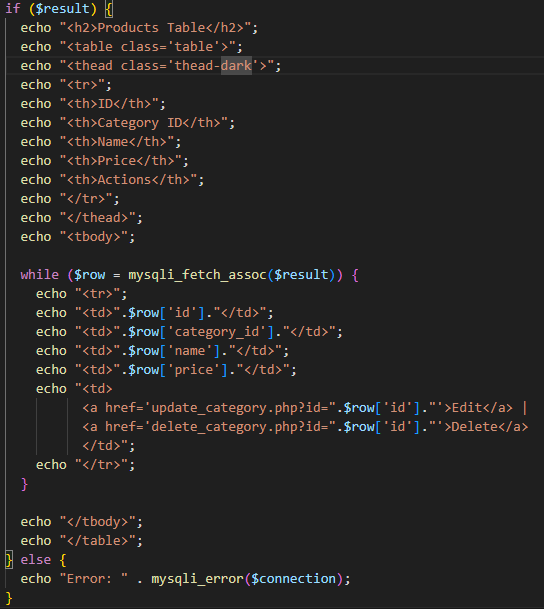 if ($result) {
echo "<h2>Products Table</h2>";
echo "<table class='table'>";
echo "<thead class='thead-dark'>";
echo "<tr>";
echo "<th>ID</th>";
echo "<th>Category ID</th>";
echo "<th>Name</th>";
echo "<th>Price</th>";
echo "<th>Actions</th>";
echo "</tr>";
echo "</thead>";
echo "<tbody>";
while ($row = mysqli_fetch_assoc($result)) {
echo "<tr>";
echo "<td>".$row['id']."</td>";
echo "<td>".$row['category_id']."</td>";
echo "<td>".$row['name']."</td>";
echo "<td>".$row['price']."</td>";
echo "<td>
<a href='update_category.php?id=".$row['id']."'>Edit</a> |
<a href='delete_category.php?id=".$row['id']."'>Delete</a>
</td>";
echo "</tr>";
}
echo "</tbody>";
echo "</table>";
} else {
echo "Error: " . mysqli_error($connection);
}